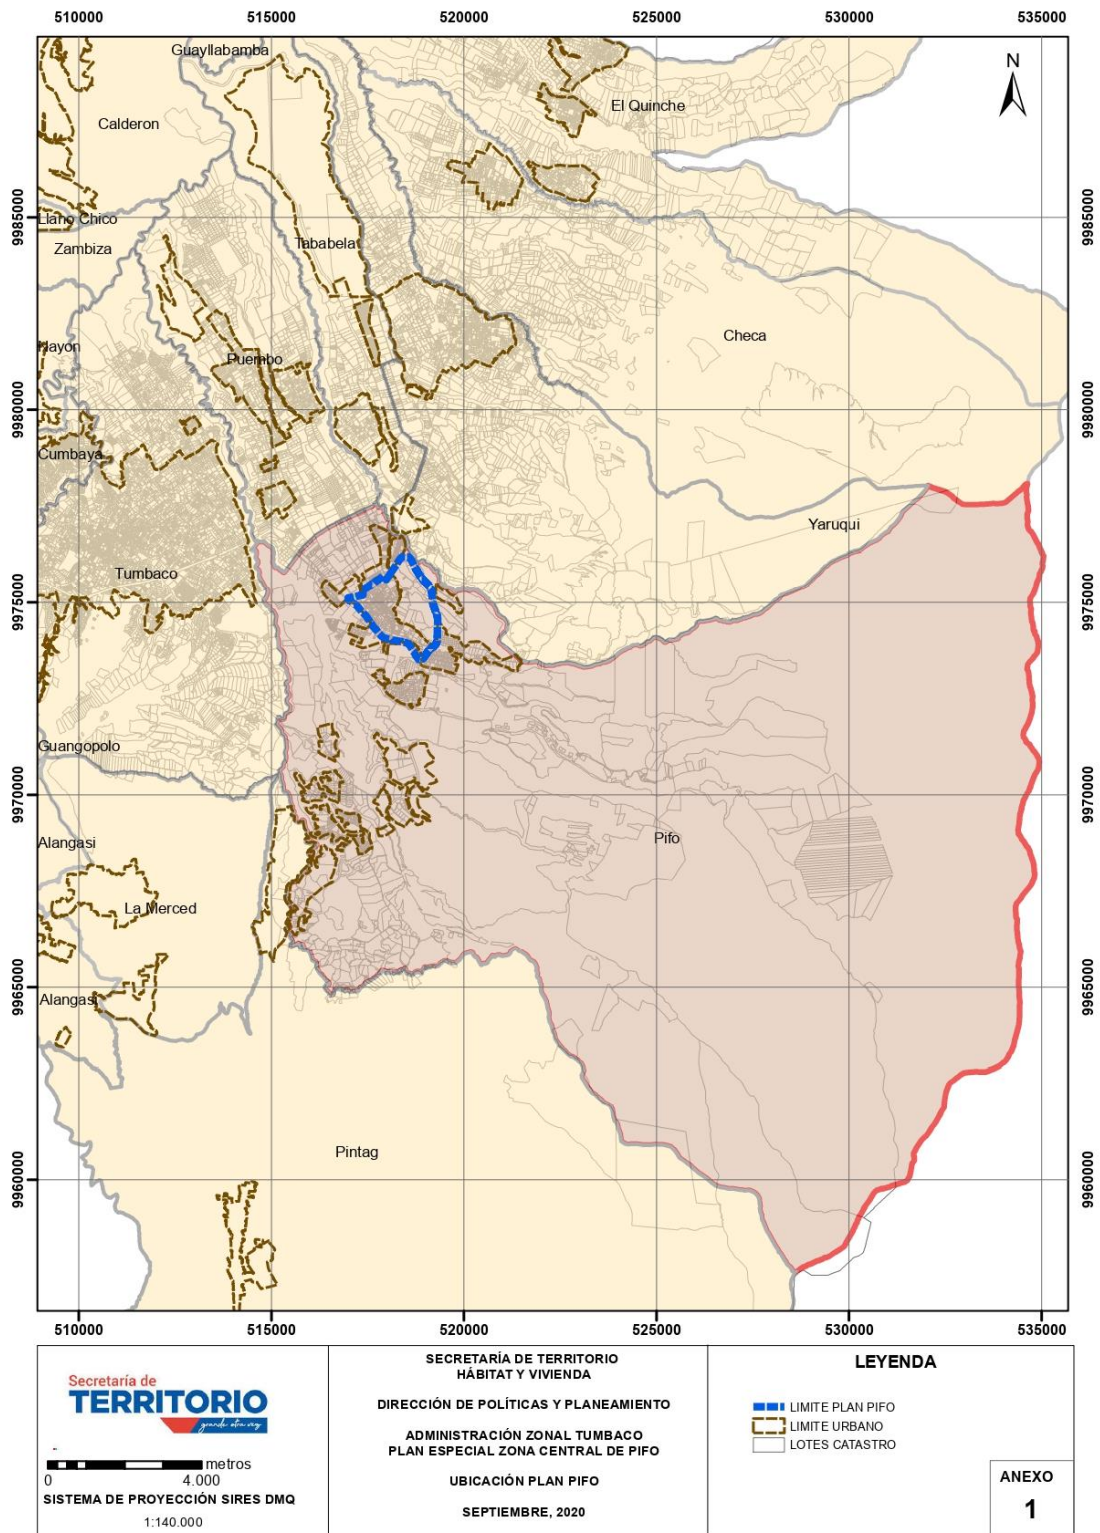 510000 515000 520000 525000 530000 535000
N
Guayllabamba
El Quinche
Calderon
9985000 9985000
Llano Chico
Zambiza
Tababela
Checa
Nayon
Puembo
9980000 9980000
Cumbaya
Yaruqui
Tumbaco
9975000 9975000
Guangopolo
9970000 9970000
Alangasi
Pifo
La Merced
9965000 9965000
Alangasi
Pintag
9960000 9960000
510000 515000 520000 525000 530000 535000
Secretaría de
TERRITORIO
grande otra vez
metros
0 4.000
SISTEMA DE PROYECCIÓN SIRES DMQ
1:140.000
SECRETARÍA DE TERRITORIO
HÁBITAT Y VIVIENDA
DIRECCIÓN DE POLÍTICAS Y PLANEAMIENTO
ADMINISTRACIÓN ZONAL TUMBACO
PLAN ESPECIAL ZONA CENTRAL DE PIFO
UBICACIÓN PLAN PIFO
SEPTIEMBRE, 2020
LEYENDA
LIMITE PLAN PIFO
LIMITE URBANO
LOTES CATASTRO
ANEXO
1